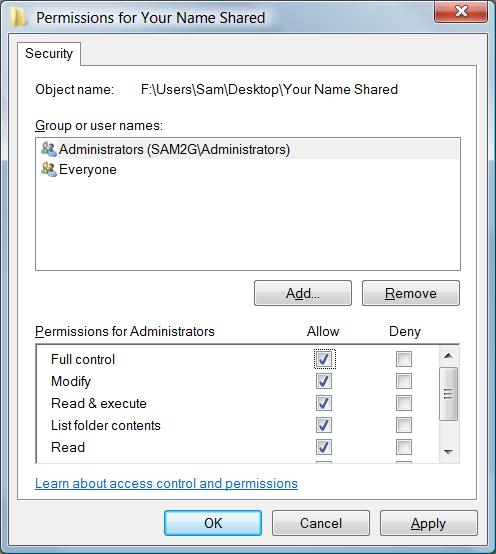 Permissions for Your Name Shared
Security
Object name: F:\Users\Sam\Desktop\Your Name Shared
Group or user names:
Administrators (SAM2G\Administrators)
Everyone
Add... Remove
Permissions for Administrators Allow Deny
Full control
Modify
Read & execute
List folder contents
Read
Learn about access control and permissions
OK Cancel Apply